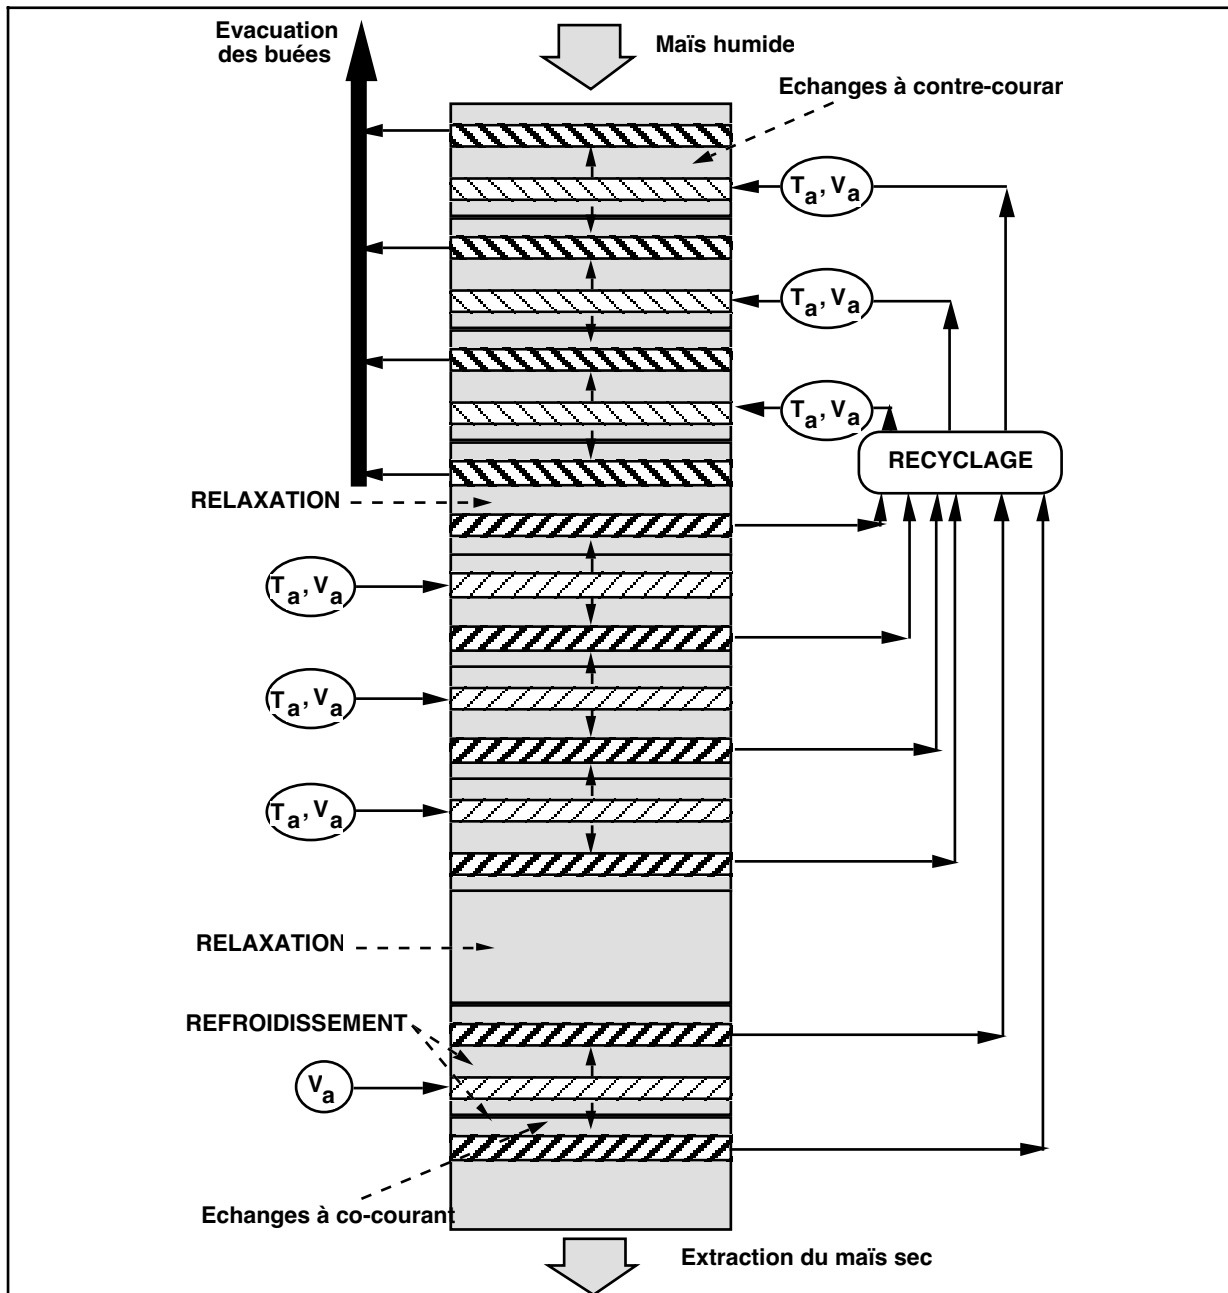 Evacuation
des buées
Maïs humide
Echanges à contre-courar
Ta, Va
Ta, Va
Ta, Va
RECYCLAGE
RELAXATION
Ta, Va
Ta, Va
Ta, Va
RELAXATION
REFROIDISSEMENT
Va
Echanges à co-courant
Extraction du maïs sec